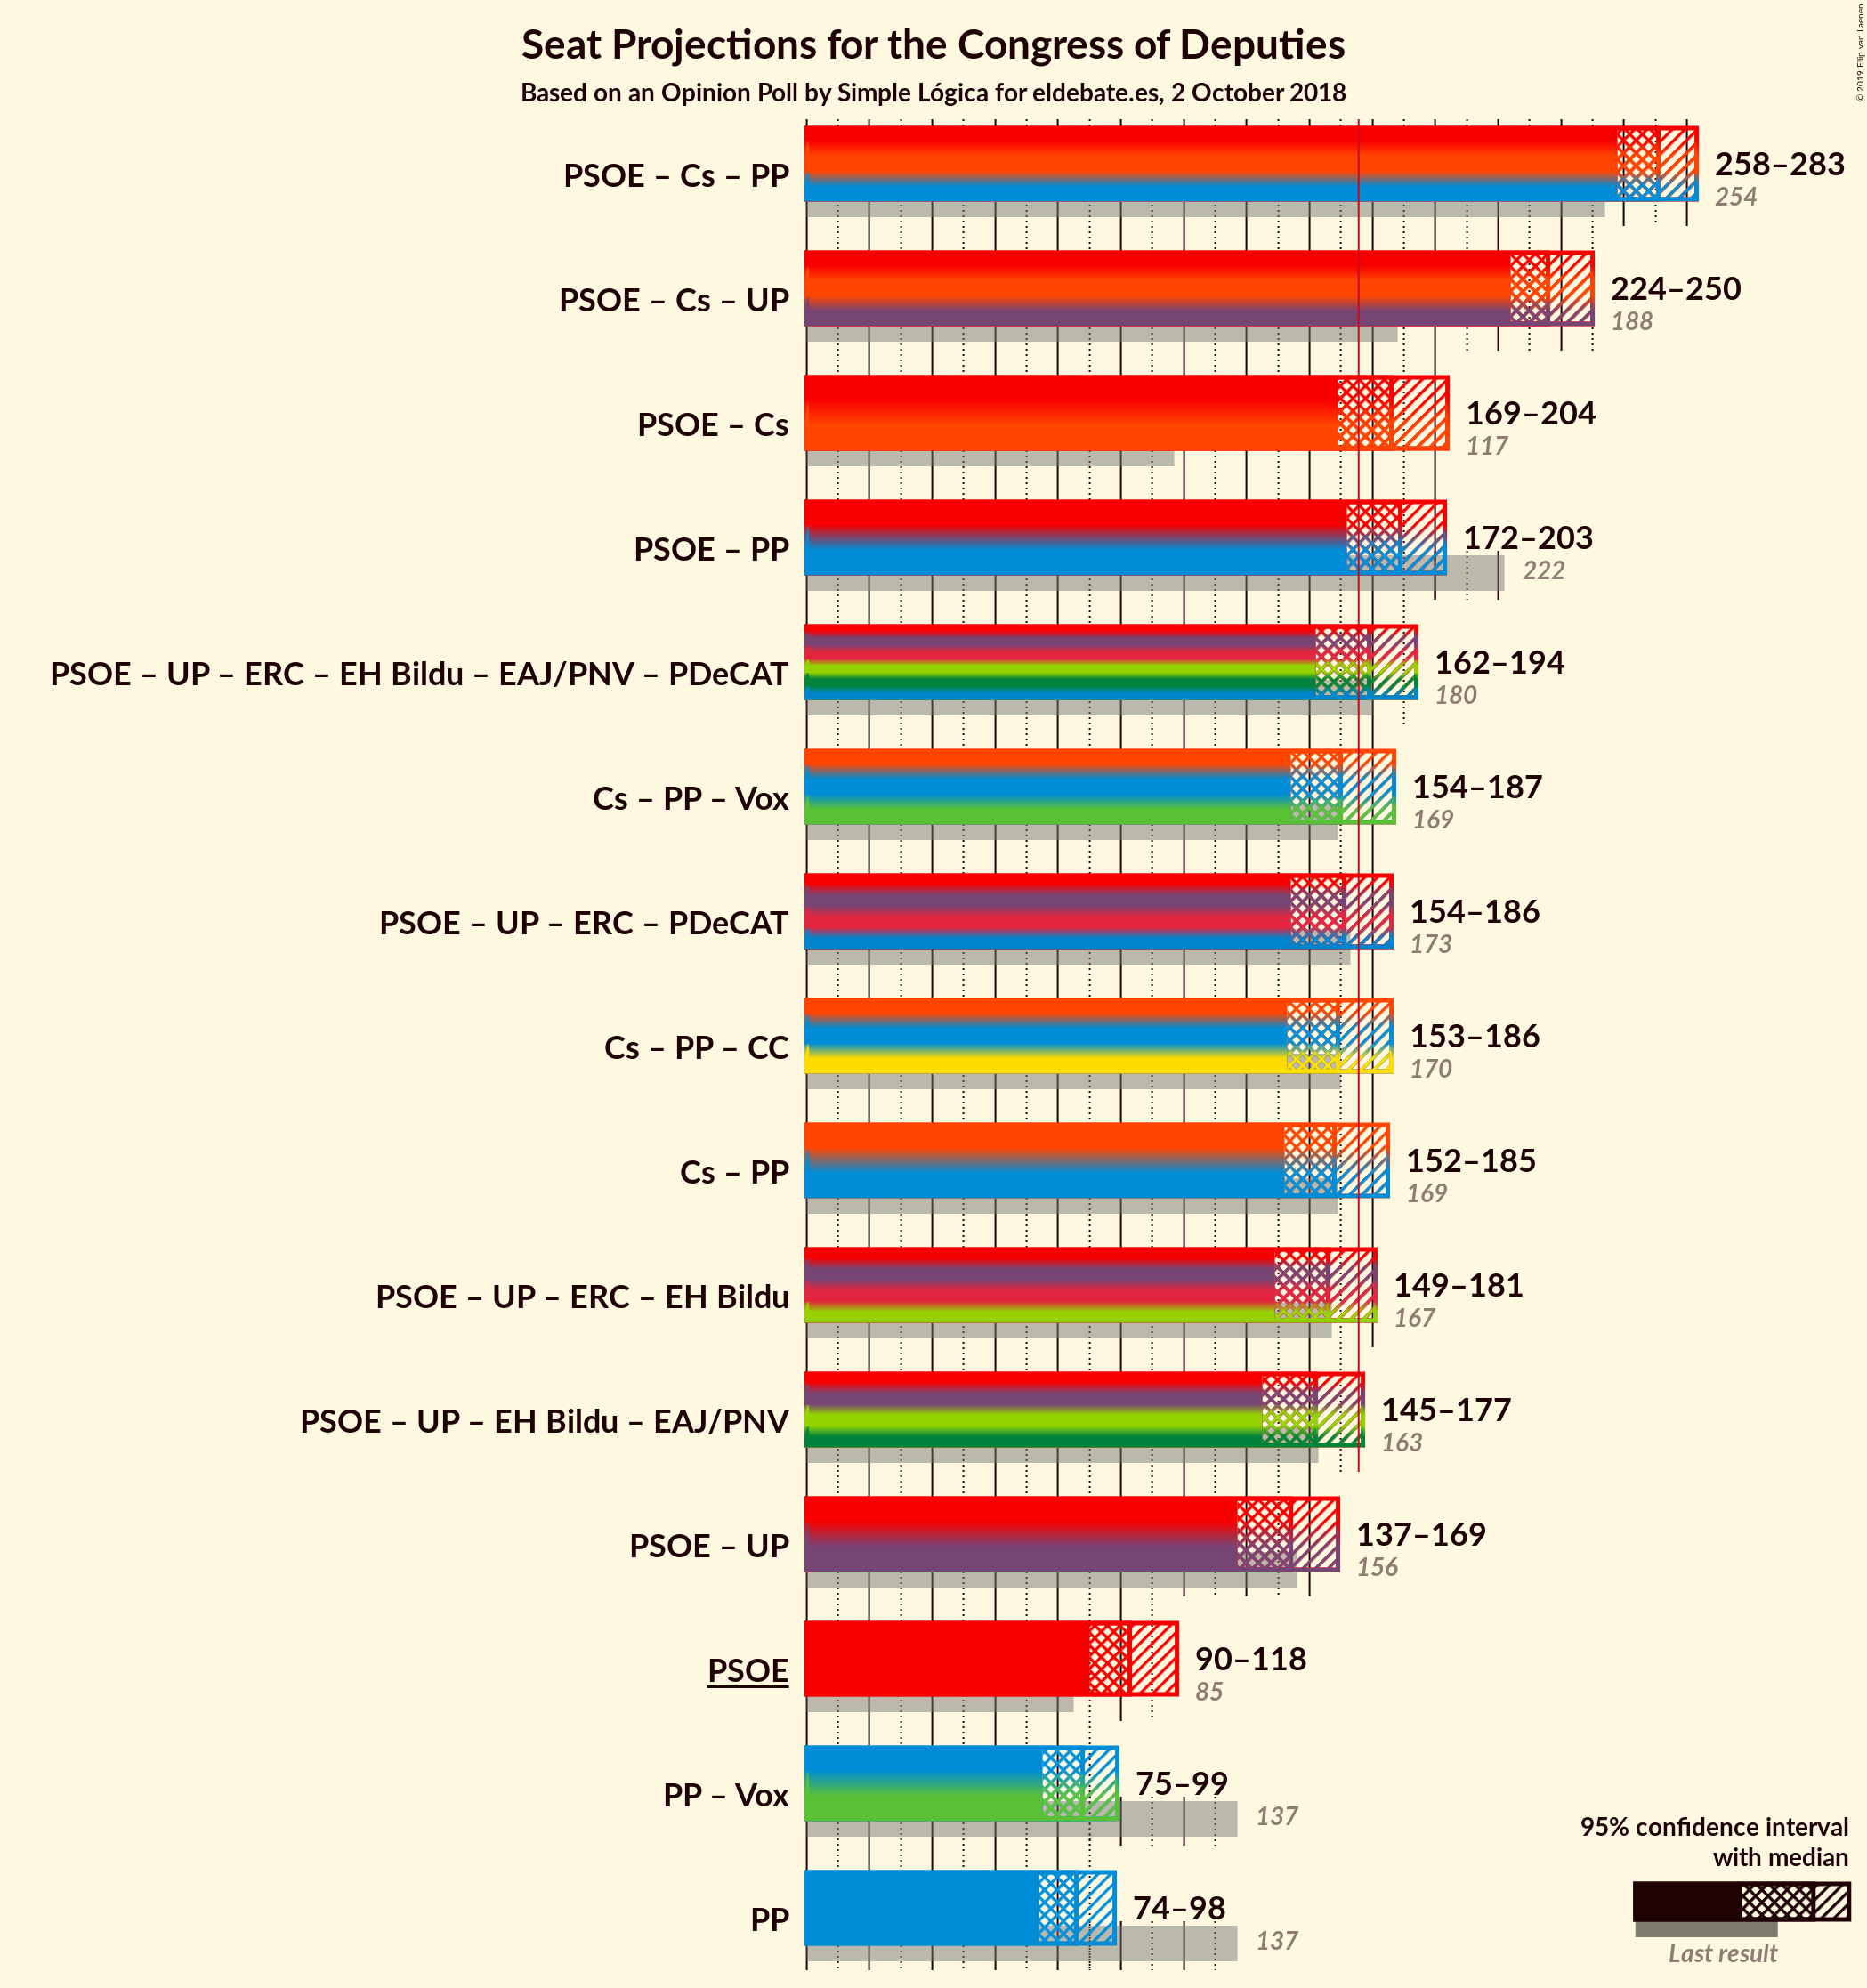 Seat Projections for the Congress of Deputies
Based on an Opinion Poll by Simple Lógica for eldebate.es, 2 October 2018
© 2019 Filip van Laenen
PSOE – Cs – PP
258–283
254
PSOE – Cs – UP
224–250
188
PSOE – Cs
169–204
117
PSOE – PP
172–203
222
PSOE – UP – ERC – EH Bildu – EAJ/PNV – PDeCAT
162–194
180
Cs – PP – Vox
154–187
169
PSOE – UP – ERC – PDeCAT
154–186
173
Cs – PP – CC
153–186
170
Cs – PP
152–185
169
PSOE – UP – ERC – EH Bildu
149–181
167
PSOE – UP – EH Bildu – EAJ/PNV
145–177
163
PSOE – UP
137–169
156
PSOE
90–118
85
PP – Vox
75–99
137
PP
74–98
137
95% confidence interval
with median
Last result